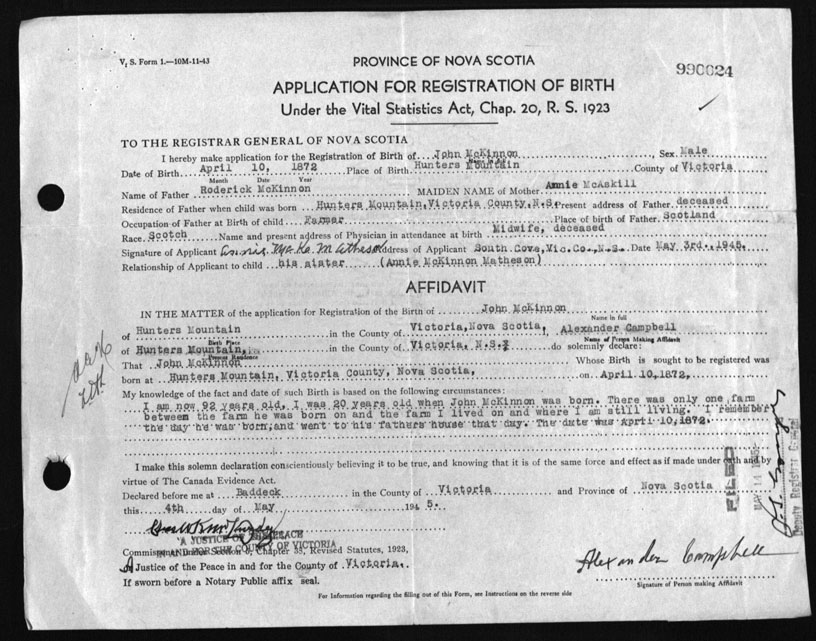 V. S. Form 1.—10M-11-43
PROVINCE OF NOVA SCOTIA
990024
APPLICATION FOR REGISTRATION OF BIRTH
Under the Vital Statistics Act, Chap. 20, R. S. 1923
TO THE REGISTRAR GENERAL OF NOVA SCOTIA
I hereby make application for the Registration of Birth of John McKinnon, Sex Male
Date of Birth April 10, 1872 Place of Birth Hunters Mountain County of Victoria
Month Date Year
Name of Father Roderick McKinnon MAIDEN NAME of Mother Annie McAskill
Residence of Father when child was born Hunters Mountain, Victoria County, N.S. Present address of Father deceased
Occupation of Father at Birth of child Farmer Place of birth of Father Scotland
Race Scotch Name and present address of Physician in attendance at birth Midwife, deceased
Signature of Applicant Annie Matheson Address of Applicant South Cove, Vic. Co., N.S. Date May 3rd., 1945.
Relationship of Applicant to child his sister (Annie McKinnon Matheson)
AFFIDAVIT
IN THE MATTER of the application for Registration of the Birth of John McKinnon
Name in full
of Hunters Mountain in the County of Victoria, Nova Scotia, Alexander Campbell
Birth Place Name of Person Making Affidavit
of Hunters Mountain, in the County of Victoria, N.S. do solemnly declare:
Present Residence
That John McKinnon Whose Birth is sought to be registered was
born at Hunters Mountain, Victoria County, Nova Scotia, on April 10, 1872,
My knowledge of the fact and date of such Birth is based on the following circumstances:
I am now 92 years old, I was 20 years old when John McKinnon was born. There was only one farm
between the farm he was born on and the farm I lived on and where I am still living. I remember
the day he was born, and went to his fathers house that day. The date was April 10, 1872.
I make this solemn declaration conscientiously believing it to be true, and knowing that it is of the same force and effect as if made under oath and by
virtue of The Canada Evidence Act.
Declared before me at Baddeck in the County of Victoria and Province of Nova Scotia
this 4th day of May 1945.
A JUSTICE OF THE PEACE
IN AND FOR THE COUNTY OF VICTORIA
Commissioner under Section 6, Chapter 35, Revised Statutes, 1923,
A Justice of the Peace in and for the County of Victoria.
If sworn before a Notary Public affix seal.
Alexander Campbell
Signature of Person making Affidavit
For Information regarding the filling out of this Form, see Instructions on the reverse side
FILED
MAY 14 1945
Deputy Registrar General